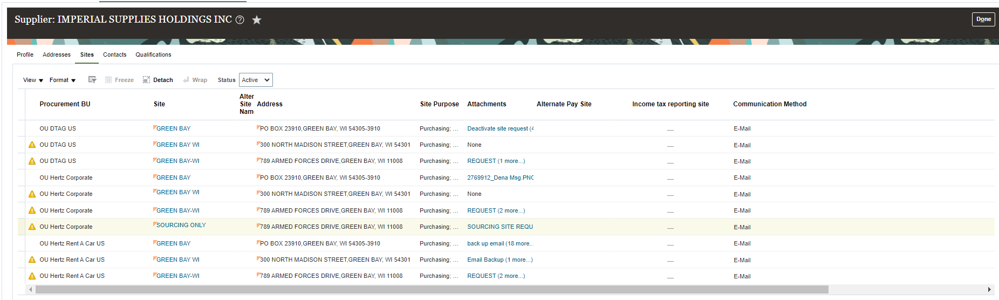 Supplier: IMPERIAL SUPPLIES HOLDINGS INC ?
Done
Profile Addresses Sites Contacts Qualifications
View Format Freeze Detach Wrap Status Active
Procurement BU Site Alter Site Nam Address Site Purpose Attachments Alternate Pay Site Income tax reporting site Communication Method
OU DTAG US GREEN BAY PO BOX 23910,GREEN BAY, WI 54305-3910 Purchasing; ... Deactivate site request (4 — E-Mail
OU DTAG US GREEN BAY WI 300 NORTH MADISON STREET,GREEN BAY, WI 54301 Purchasing; ... None — E-Mail
OU DTAG US GREEN BAY-WI 789 ARMED FORCES DRIVE,GREEN BAY, WI 11008 Purchasing; ... REQUEST (1 more...) — E-Mail
OU Hertz Corporate GREEN BAY PO BOX 23910,GREEN BAY, WI 54305-3910 Purchasing; ... 2769912_Dena Msg.PNG — E-Mail
OU Hertz Corporate GREEN BAY WI 300 NORTH MADISON STREET,GREEN BAY, WI 54301 Purchasing; ... None — E-Mail
OU Hertz Corporate GREEN BAY-WI 789 ARMED FORCES DRIVE,GREEN BAY, WI 11008 Purchasing; ... REQUEST (2 more...) — E-Mail
OU Hertz Corporate SOURCING ONLY 789 ARMED FORCES DRIVE,GREEN BAY, WI 11008 Purchasing; ... SOURCING SITE REQU — E-Mail
OU Hertz Rent A Car US GREEN BAY PO BOX 23910,GREEN BAY, WI 54305-3910 Purchasing; ... back up email (18 more... — E-Mail
OU Hertz Rent A Car US GREEN BAY WI 300 NORTH MADISON STREET,GREEN BAY, WI 54301 Purchasing; ... Email Backup (1 more...) — E-Mail
OU Hertz Rent A Car US GREEN BAY-WI 789 ARMED FORCES DRIVE,GREEN BAY, WI 11008 Purchasing; ... REQUEST (2 more...) — E-Mail